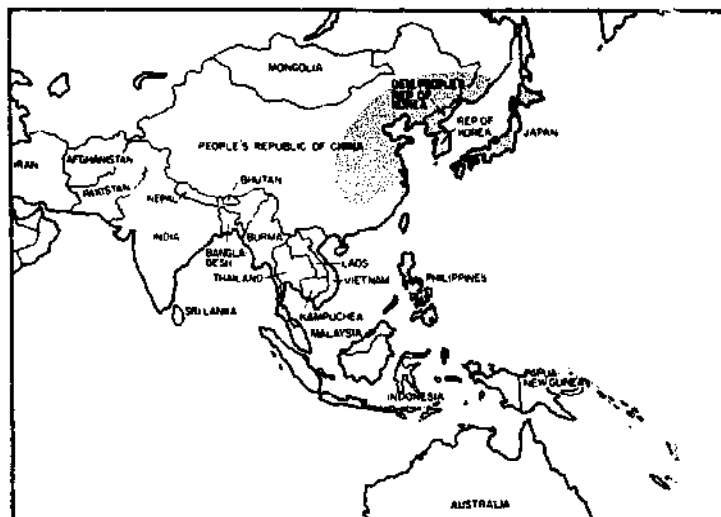 MONGOLIA
DEM PEOPLE'S
REP OF
KOREA
REP OF
KOREA
JAPAN
PEOPLE'S REPUBLIC OF CHINA
IRAN
AFGHANISTAN
PAKISTAN
NEPAL
BHUTAN
INDIA
BANGLA
DESH
BURMA
LAOS
THAILAND
VIETNAM
PHILIPPINES
SRI LANKA
KAMPUCHEA
MALAYSIA
INDONESIA
PAPUA
NEW GUINEA
AUSTRALIA